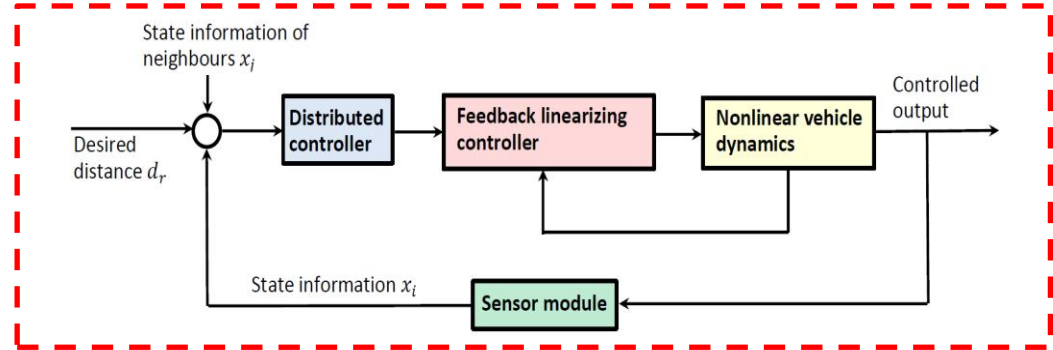 State information of
neighbours x_j
Desired
distance d_r
Distributed
controller
Feedback linearizing
controller
Nonlinear vehicle
dynamics
Controlled
output
State information x_i
Sensor module